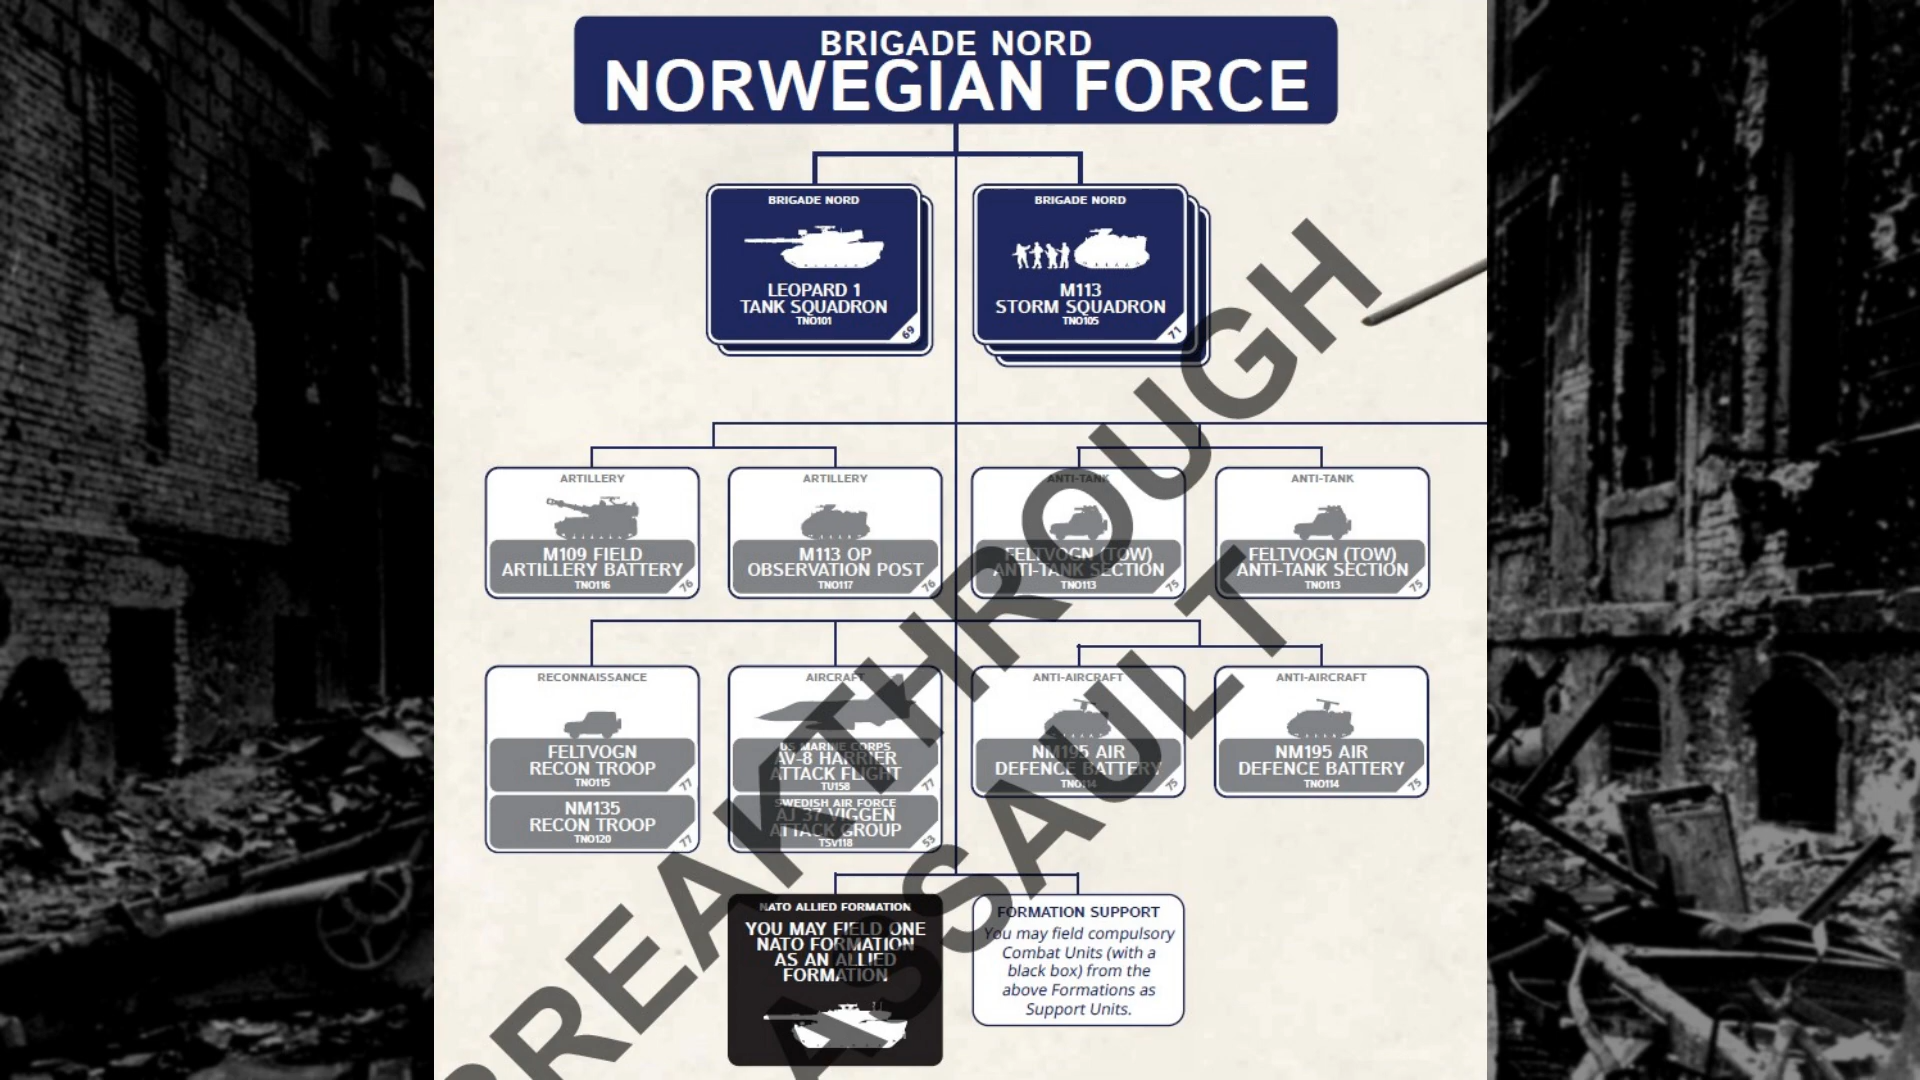 BRIGADE NORD
NORWEGIAN FORCE
BRIGADE NORD
LEOPARD 1
TANK SQUADRON
TNO101
69
BRIGADE NORD
M113
STORM SQUADRON
TNO105
71
ARTILLERY
M109 FIELD
ARTILLERY BATTERY
TNO116
76
ARTILLERY
M113 OP
OBSERVATION POST
TNO117
76
ANTI-TANK
FELTVOGN (TOW)
ANTI-TANK SECTION
TNO113
75
ANTI-TANK
FELTVOGN (TOW)
ANTI-TANK SECTION
TNO113
75
RECONNAISSANCE
FELTVOGN
RECON TROOP
TNO115
77
NM135
RECON TROOP
TNO120
77
AIRCRAFT
US MARINE CORPS
AV-8 HARRIER
ATTACK FLIGHT
TU158
77
SWEDISH AIR FORCE
AJ 37 VIGGEN
ATTACK GROUP
TSV118
53
ANTI-AIRCRAFT
NM195 AIR
DEFENCE BATTERY
TNO114
75
ANTI-AIRCRAFT
NM195 AIR
DEFENCE BATTERY
TNO114
75
NATO ALLIED FORMATION
YOU MAY FIELD ONE
NATO FORMATION
AS AN ALLIED
FORMATION
FORMATION SUPPORT
You may field compulsory
Combat Units (with a
black box) from the
above Formations as
Support Units.
BREAKTHROUGH
ASSAULT